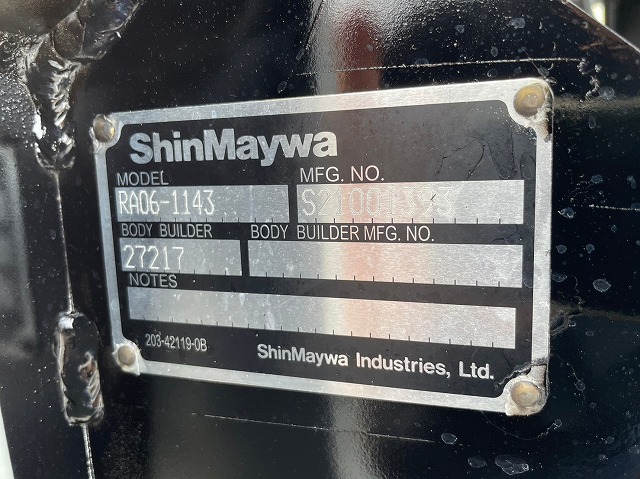 ShinMaywa
MODEL MFG. NO.
RA06-1143 S21001393
BODY BUILDER BODY BUILDER MFG. NO.
27217
NOTES
203-42119-0B ShinMaywa Industries, Ltd.